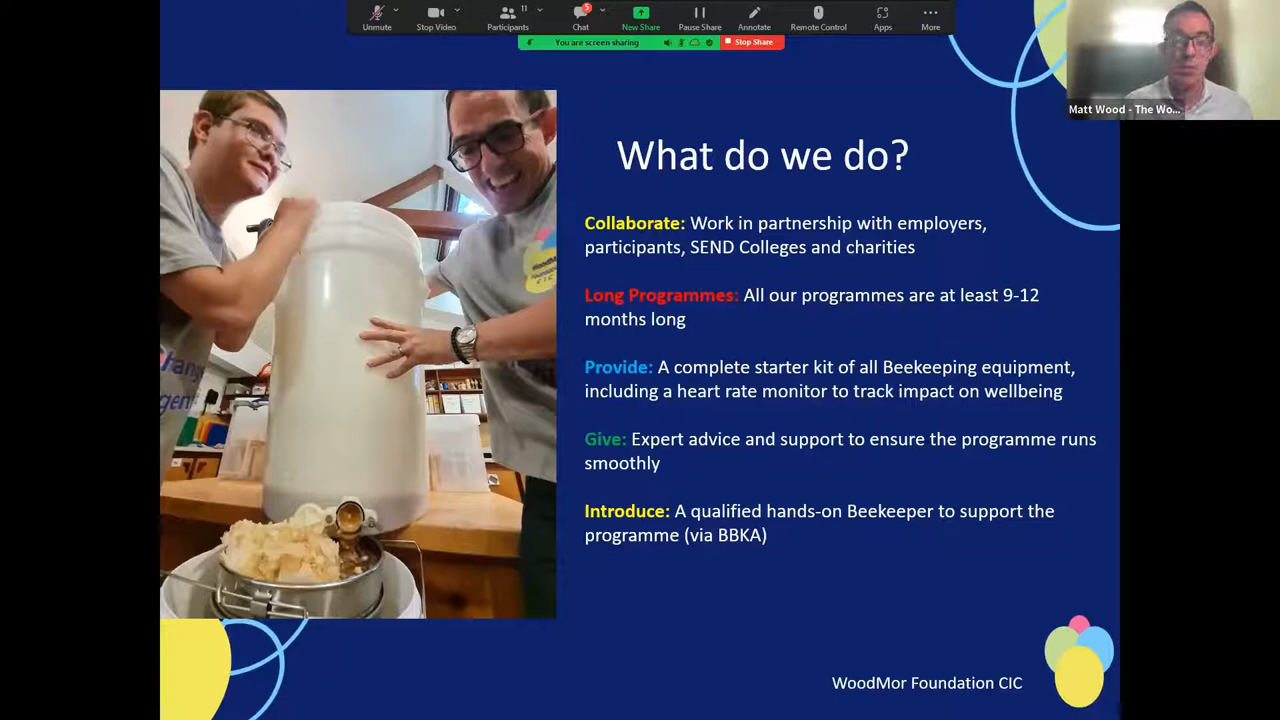 11
5
Unmute
Stop Video
Participants
Chat
New Share
Pause Share
Annotate
Remote Control
Apps
More
You are screen sharing
Stop Share
Matt Wood - The Wo...
What do we do?
Collaborate: Work in partnership with employers,
participants, SEND Colleges and charities
Long Programmes: All our programmes are at least 9-12
months long
Provide: A complete starter kit of all Beekeeping equipment,
including a heart rate monitor to track impact on wellbeing
Give: Expert advice and support to ensure the programme runs
smoothly
Introduce: A qualified hands-on Beekeeper to support the
programme (via BBKA)
WoodMor Foundation CIC